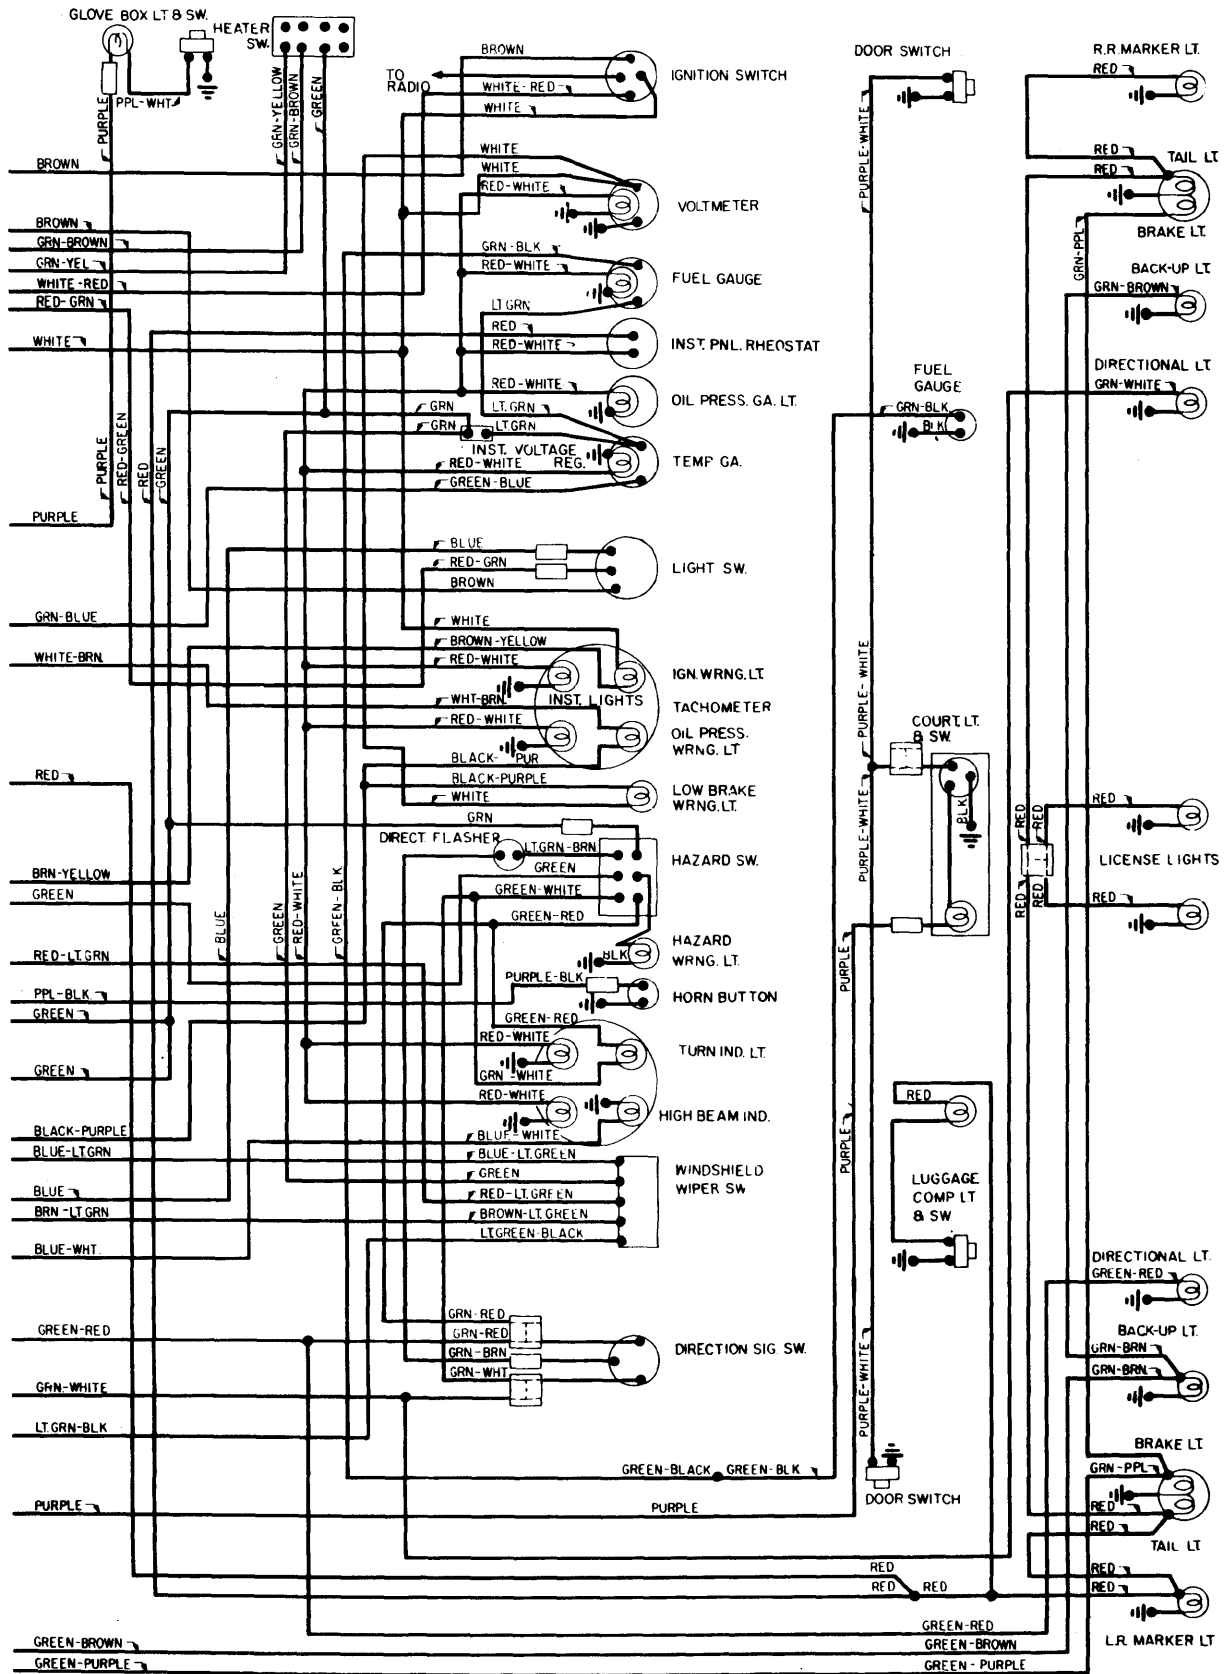 GLOVE BOX LT & SW.
HEATER
SW.
PPL-WHT
PURPLE
GRN-YELLOW
GRN-BROWN
GREEN
BROWN
BROWN
GRN-BROWN
GRN-YEL
WHITE-RED
RED-GRN
WHITE
PURPLE
RED-GREEN
RED
GREEN
PURPLE
GRN-BLUE
WHITE-BRN.
RED
BRN-YELLOW
GREEN
RED-LT.GRN
PPL-BLK.
GREEN
GREEN
BLACK-PURPLE
BLUE-LT.GRN
BLUE
BRN-LT.GRN
BLUE-WHT.
GREEN-RED
GRN-WHITE
LT.GRN-BLK
PURPLE
GREEN-BROWN
GREEN-PURPLE
BLUE
GREEN
RED-WHITE
GREEN-BLK
BROWN
TO
RADIO
WHITE-RED
WHITE
IGNITION SWITCH
WHITE
WHITE
RED-WHITE
VOLTMETER
GRN-BLK
RED-WHITE
LT.GRN
FUEL GAUGE
RED
RED-WHITE
INST. PNL. RHEOSTAT
RED-WHITE
OIL PRESS. GA. LT.
GRN
LT.GRN
GRN
LT.GRN
INST. VOLTAGE
REG.
RED-WHITE
GREEN-BLUE
TEMP GA.
BLUE
RED-GRN
BROWN
LIGHT SW.
WHITE
BROWN-YELLOW
RED-WHITE
IGN. WRNG. LT.
INST. LIGHTS
WHT-BRN.
TACHOMETER
RED-WHITE
OIL PRESS.
WRNG. LT
BLACK-PUR
BLACK-PURPLE
WHITE
LOW BRAKE
WRNG. LT.
GRN
DIRECT. FLASHER
LT.GRN-BRN
GREEN
GREEN-WHITE
GREEN-RED
HAZARD SW.
BLK
HAZARD
WRNG. LT.
PURPLE-BLK
HORN BUTTON
GREEN-RED
RED-WHITE
GRN-WHITE
TURN IND. LT.
RED-WHITE
HIGH BEAM IND.
BLUE-WHITE
BLUE-LT.GREEN
GREEN
RED-LT.GREEN
BROWN-LT.GREEN
LT.GREEN-BLACK
WINDSHIELD
WIPER SW
GRN-RED
GRN-RED
GRN-BRN
GRN-WHT
DIRECTION SIG. SW.
GREEN-BLACK
GREEN-BLK
PURPLE
DOOR SWITCH
PURPLE-WHITE
FUEL
GAUGE
GRN-BLK
BLK
PURPLE-WHITE
COURT. LT.
& SW.
PURPLE-WHITE
BLK
PURPLE
RED
PURPLE
LUGGAGE
COMP LT
& SW.
PURPLE-WHITE
DOOR SWITCH
RED
RED
RED
GREEN-RED
GREEN-BROWN
GREEN-PURPLE
R.R. MARKER LT.
RED
RED
TAIL LT
RED
GRN-PPL
BRAKE LT.
BACK-UP LT
GRN-BROWN
DIRECTIONAL LT.
GRN-WHITE
RED
RED
RED
RED
RED
LICENSE LIGHTS
RED
DIRECTIONAL LT.
GREEN-RED
BACK-UP LT.
GRN-BRN
GRN-BRN
BRAKE LT
GRN-PPL
RED
RED
TAIL LT
RED
RED
L.R. MARKER LT